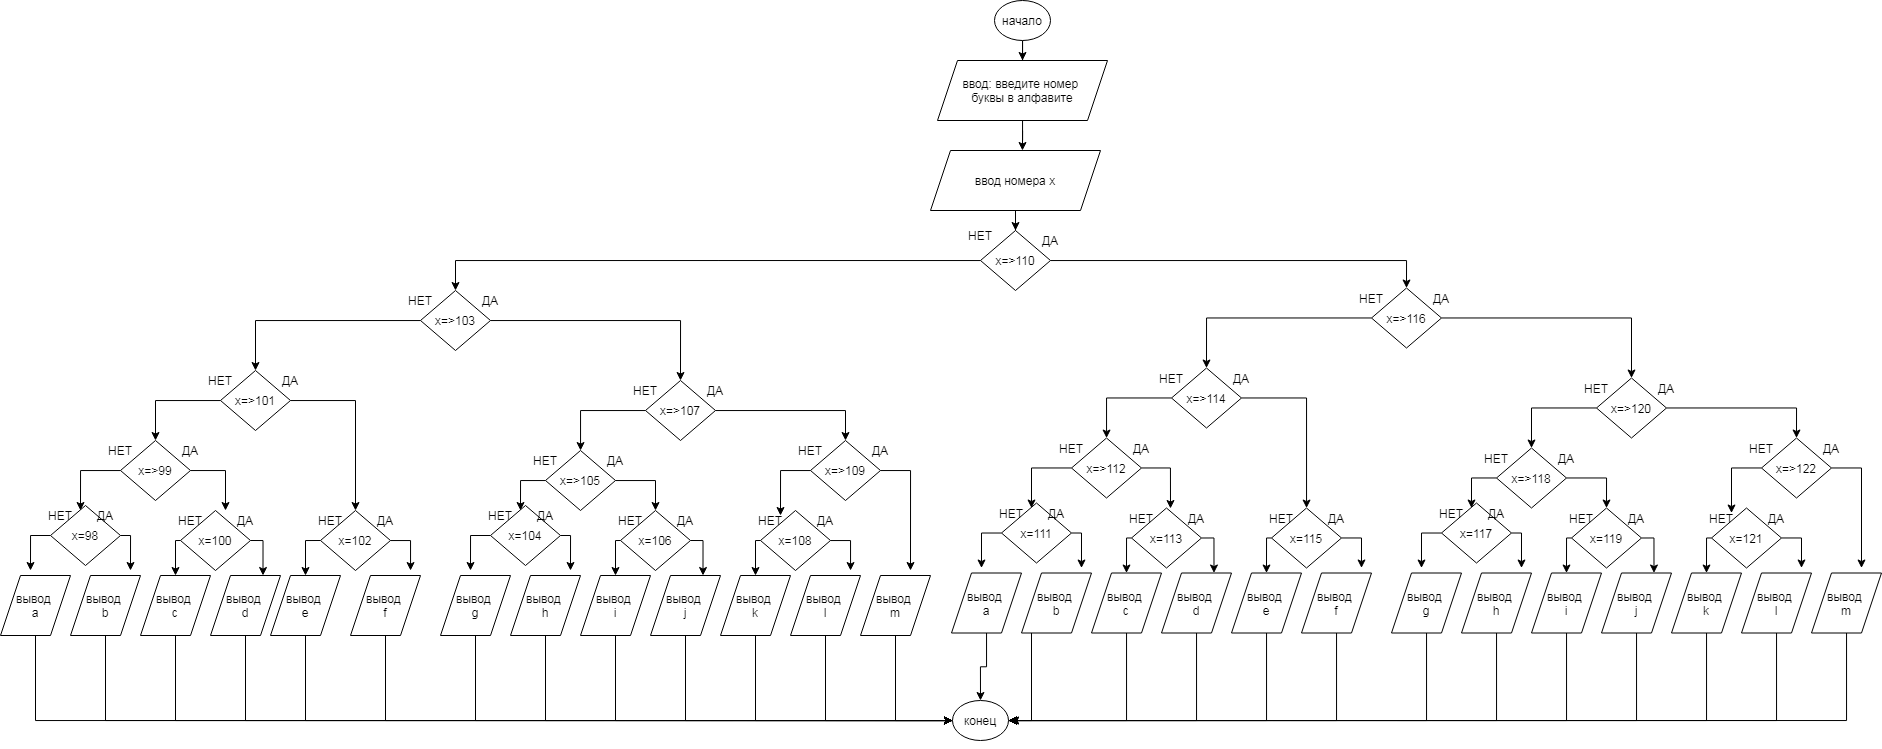 начало
ввод: введите номер
буквы в алфавите
ввод номера x
НЕТ
ДА
x=>110
НЕТ
ДА
x=>103
НЕТ
ДА
x=>116
НЕТ
ДА
x=>101
НЕТ
ДА
x=>107
НЕТ
ДА
x=>114
НЕТ
ДА
x=>120
НЕТ
ДА
x=>99
НЕТ
ДА
x=>105
НЕТ
ДА
x=>109
НЕТ
ДА
x=>112
НЕТ
ДА
x=>118
НЕТ
ДА
x=>122
НЕТ
ДА
x=98
НЕТ
ДА
x=100
НЕТ
ДА
x=102
НЕТ
ДА
x=104
НЕТ
ДА
x=106
НЕТ
ДА
x=108
НЕТ
ДА
x=111
НЕТ
ДА
x=113
НЕТ
ДА
x=115
НЕТ
ДА
x=117
НЕТ
ДА
x=119
НЕТ
ДА
x=121
вывод
a
вывод
b
вывод
c
вывод
d
вывод
e
вывод
f
вывод
g
вывод
h
вывод
i
вывод
j
вывод
k
вывод
l
вывод
m
вывод
a
вывод
b
вывод
c
вывод
d
вывод
e
вывод
f
вывод
g
вывод
h
вывод
i
вывод
j
вывод
k
вывод
l
вывод
m
конец